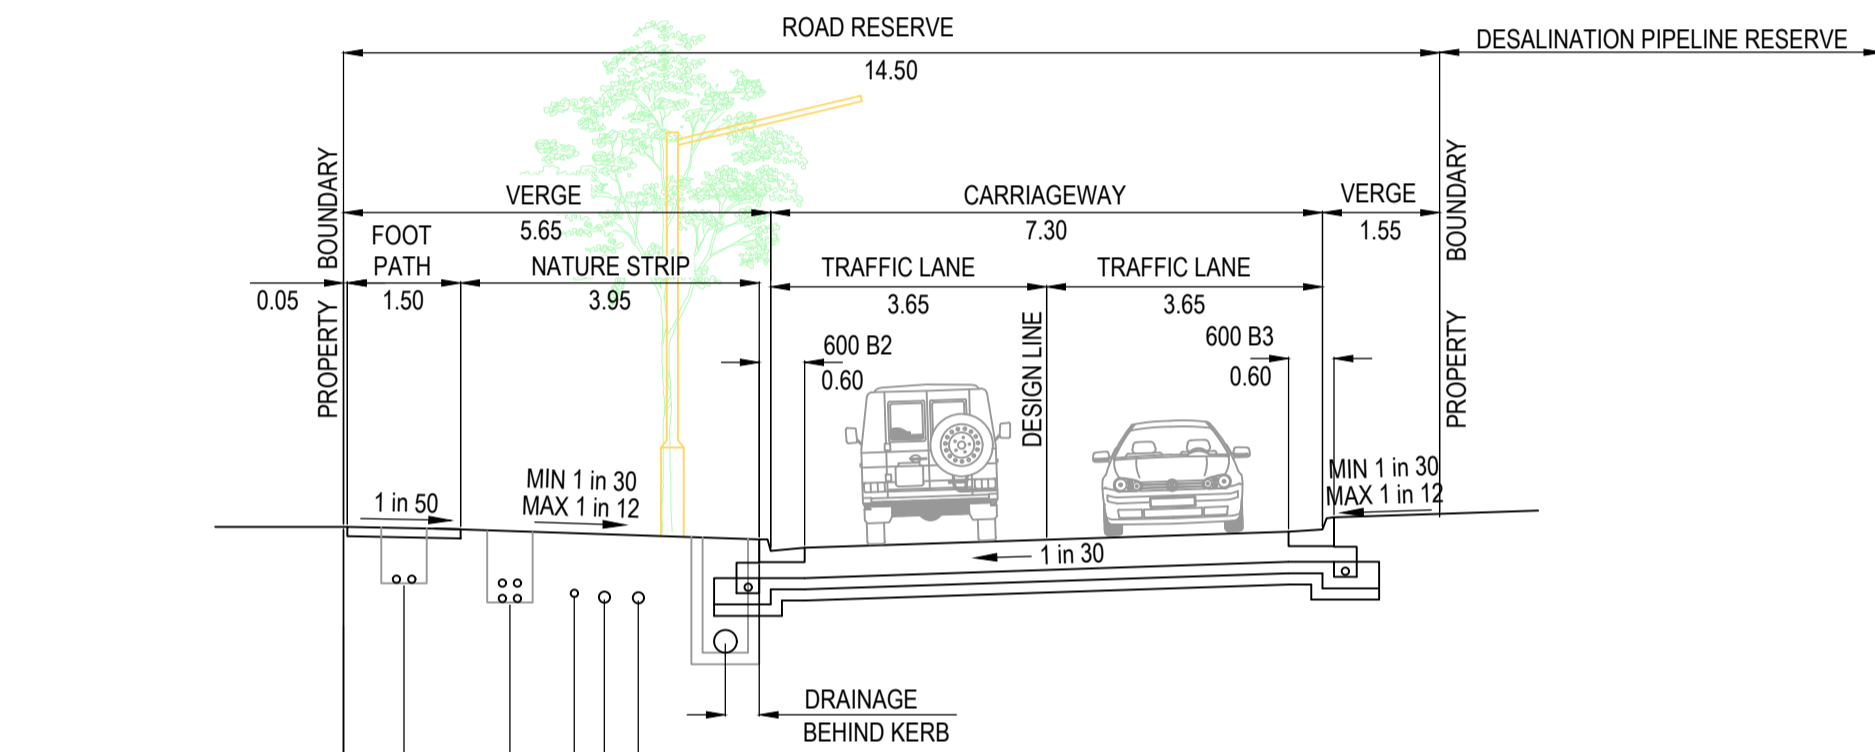 ROAD RESERVE
14.50
DESALINATION PIPELINE RESERVE
PROPERTY BOUNDARY
VERGE
5.65
CARRIAGEWAY
7.30
VERGE
1.55
PROPERTY BOUNDARY
0.05
FOOT
PATH
1.50
NATURE STRIP
3.95
TRAFFIC LANE
3.65
TRAFFIC LANE
3.65
600 B2
0.60
DESIGN LINE
600 B3
0.60
1 in 50
MIN 1 in 30
MAX 1 in 12
MIN 1 in 30
MAX 1 in 12
1 in 30
DRAINAGE
BEHIND KERB